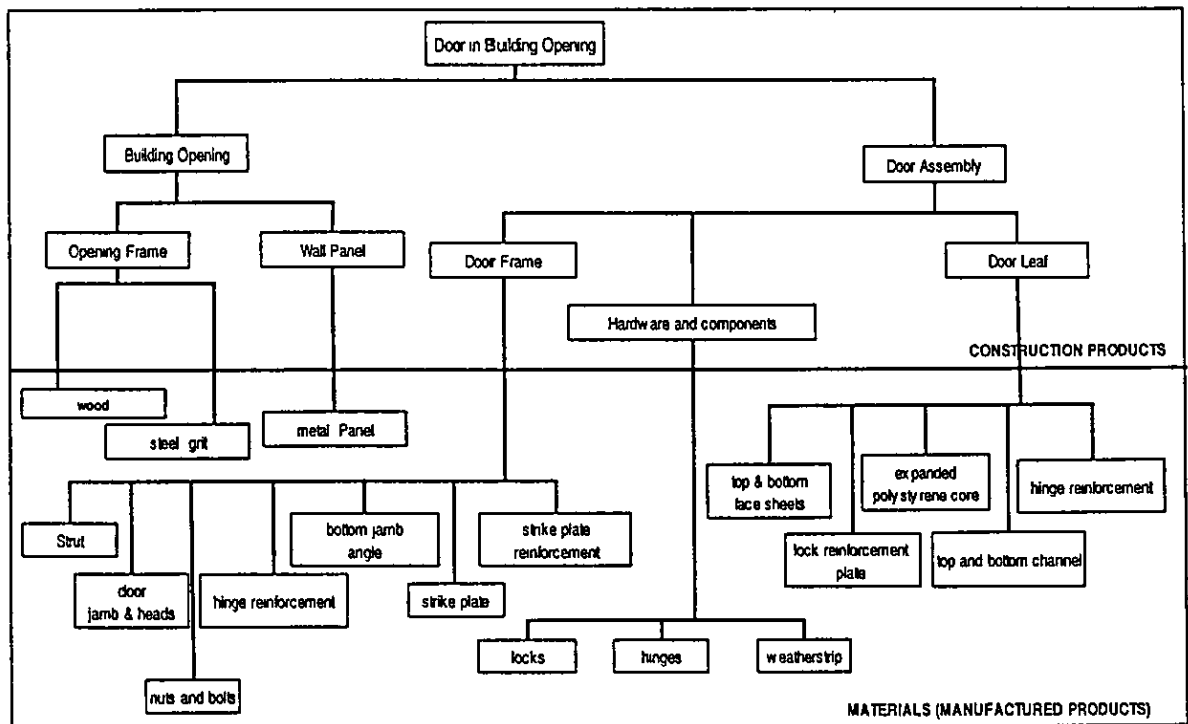 Door in Building Opening
Building Opening
Door Assembly
Opening Frame
Wall Panel
Door Frame
Door Leaf
Hardware and components
CONSTRUCTION PRODUCTS
wood
steel grit
metal Panel
top & bottom
face sheets
expanded
polystyrene core
hinge reinforcement
lock reinforcement
plate
top and bottom channel
Strut
door
jamb & heads
hinge reinforcement
bottom jamb
angle
strike plate
strike plate
reinforcement
nuts and bolts
locks
hinges
weatherstrip
MATERIALS (MANUFACTURED PRODUCTS)